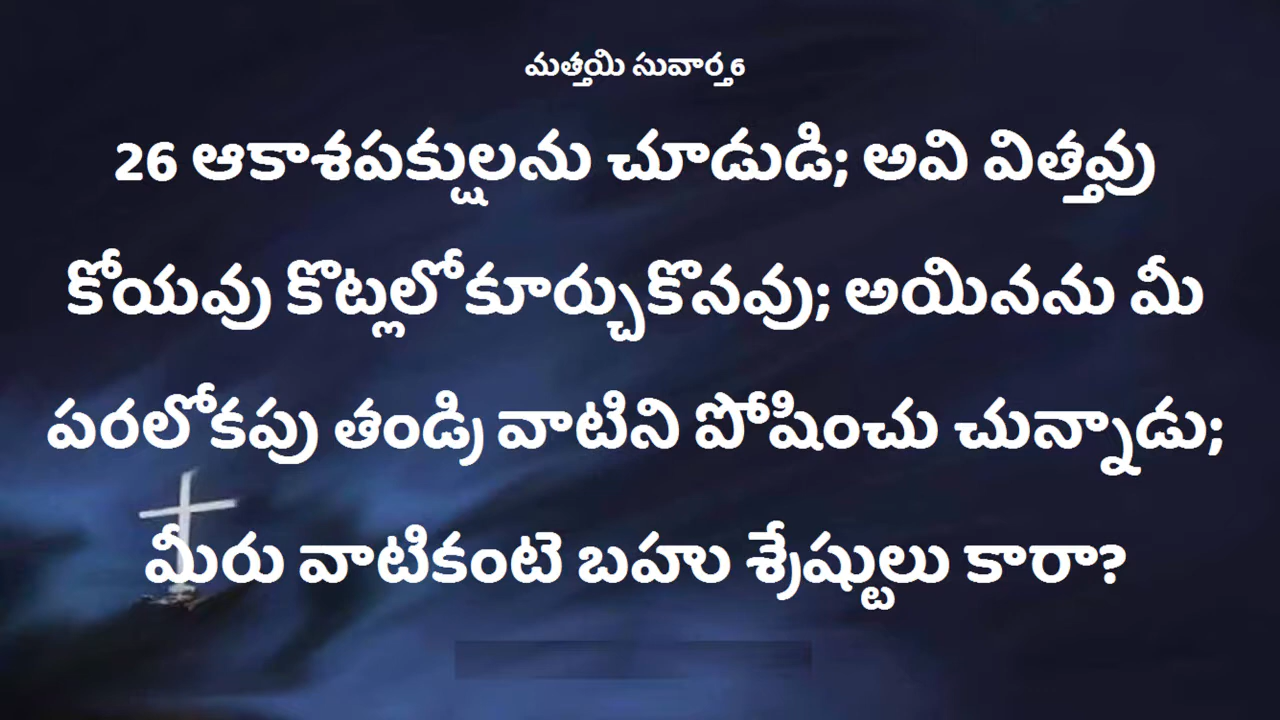 మత్తయి సువార్త 6
26 ఆకాశపక్షులను చూడుడి; అవి విత్తవు
కోయవు కొట్లలోకూర్చుకొనవు; అయినను మీ
పరలోకపు తండ్రి వాటిని పోషించు చున్నాడు;
మీరు వాటికంటె బహు శ్రేష్టులు కారా?